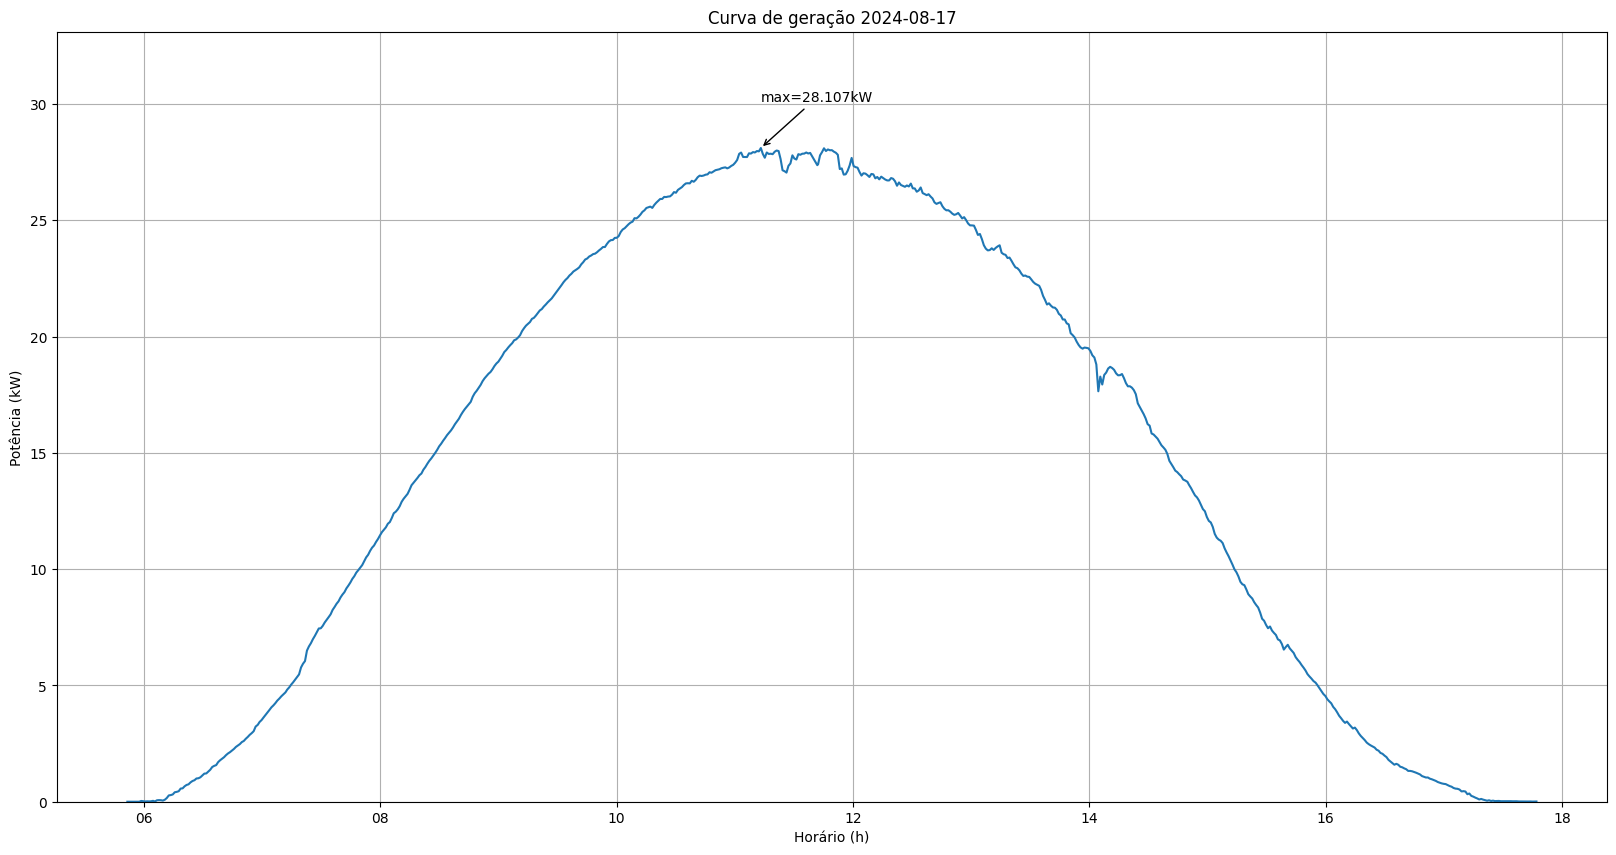 Curva de geração 2024-08-17
max=28.107kW
Potência (kW)
30
25
20
15
10
5
0
06 08 10 12 14 16 18
Horário (h)